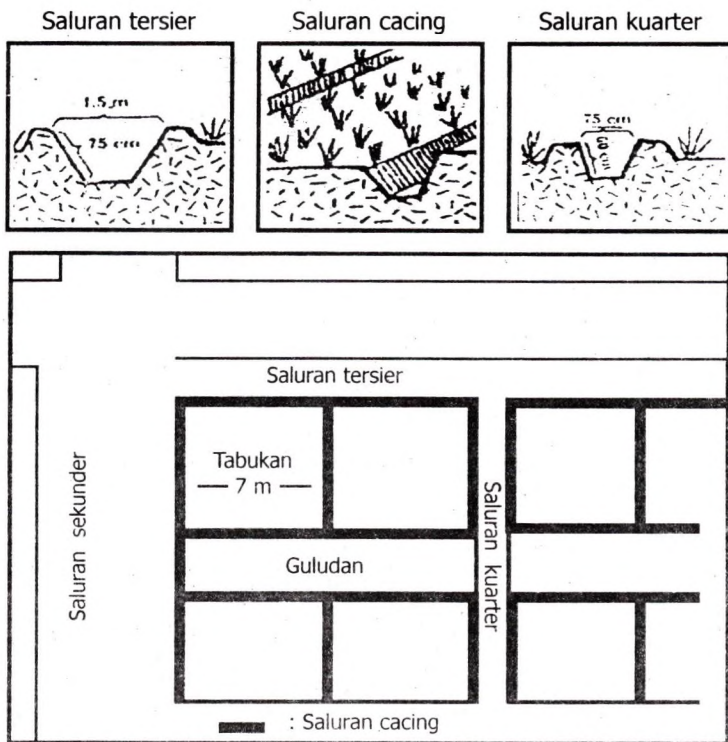 Saluran tersier
Saluran cacing
Saluran kuarter
1.5 m
75 cm
75 cm
60 cm
Saluran tersier
Saluran sekunder
Tabukan
7 m
Saluran kuarter
Guludan
: Saluran cacing